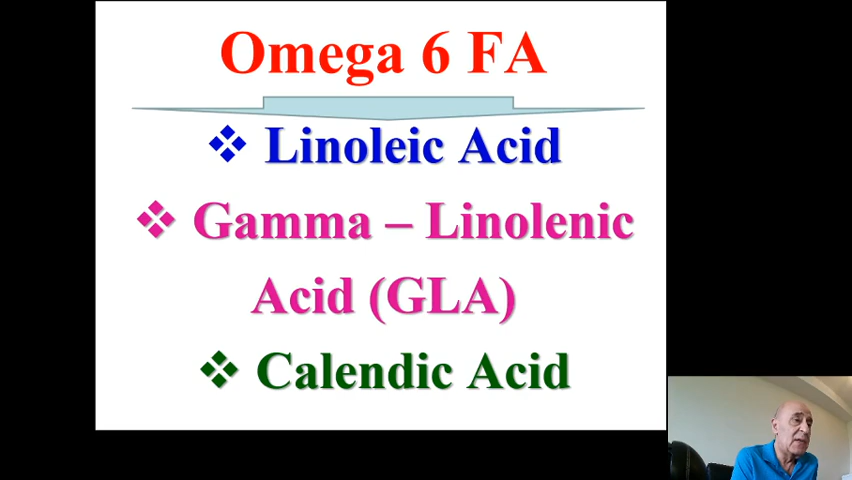 Omega 6 FA
❖ Linoleic Acid
❖ Gamma – Linolenic
Acid (GLA)
❖ Calendic Acid